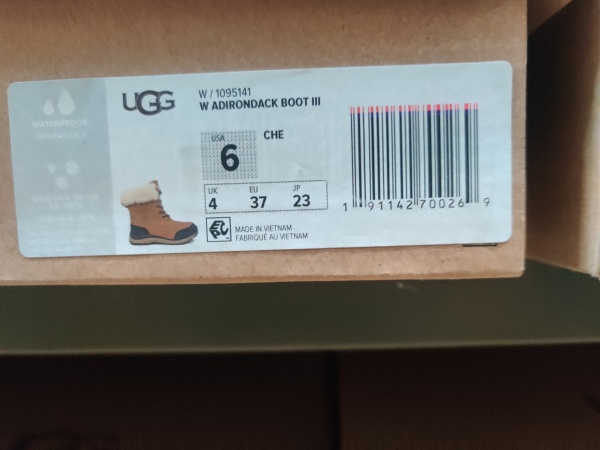 WATERPROOF
UGG
W / 1095141
W ADIRONDACK BOOT III
USA
6
CHE
UK EU JP
4 37 23
MADE IN VIETNAM
FABRIQUÉ AU VIETNAM
1 91142 70026 9